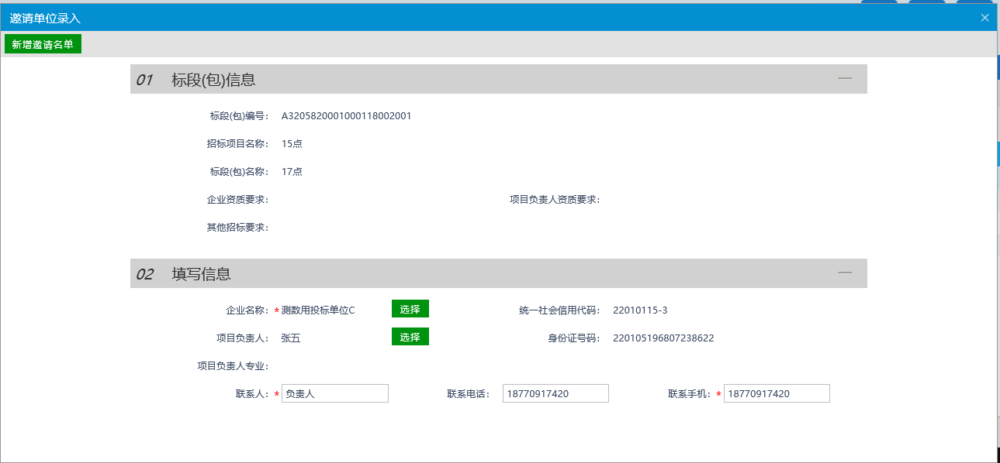 邀请单位录入
新增邀请名单
01 标段(包)信息
标段(包)编号： A3205820001000118002001
招标项目名称： 15点
标段(包)名称： 17点
企业资质要求： 项目负责人资质要求：
其他招标要求：
02 填写信息
企业名称： *测数用投标单位C 选择 统一社会信用代码： 22010115-3
项目负责人： 张五 选择 身份证号码： 220105196807238622
项目负责人专业：
联系人： * 负责人 联系电话： 18770917420 联系手机： * 18770917420